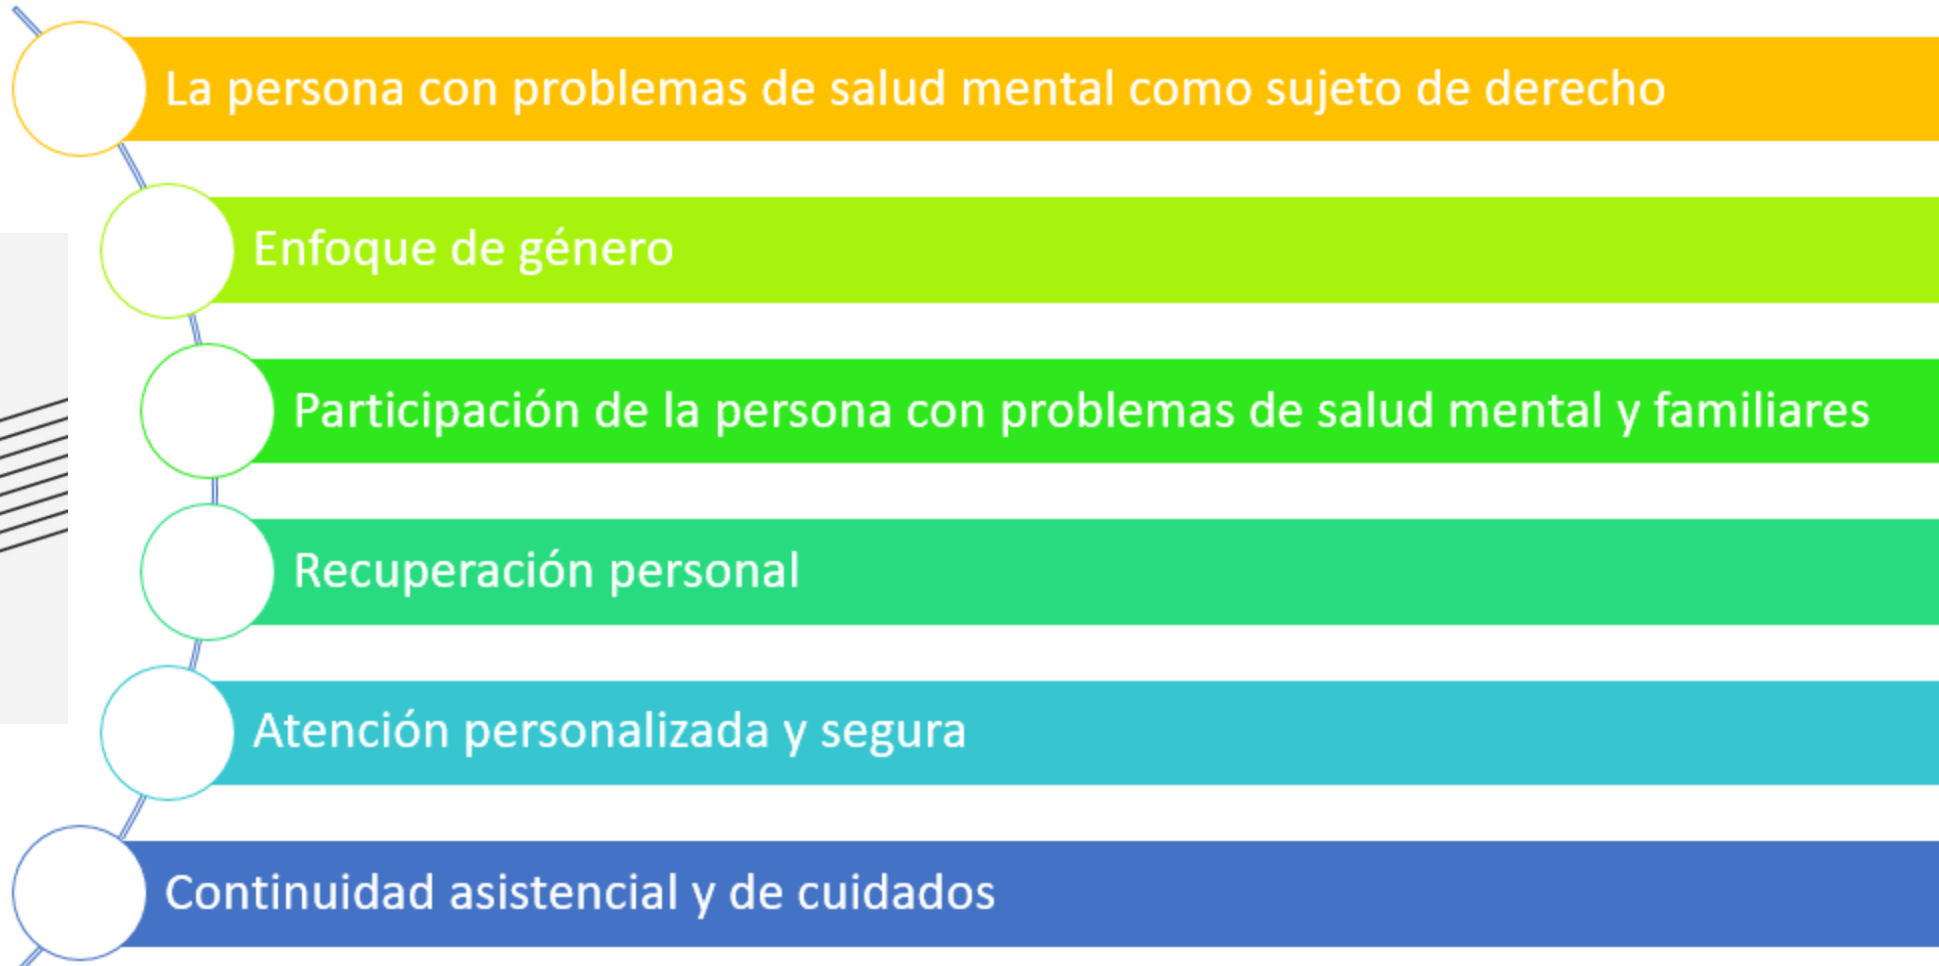 La persona con problemas de salud mental como sujeto de derecho
Enfoque de género
Participación de la persona con problemas de salud mental y familiares
Recuperación personal
Atención personalizada y segura
Continuidad asistencial y de cuidados